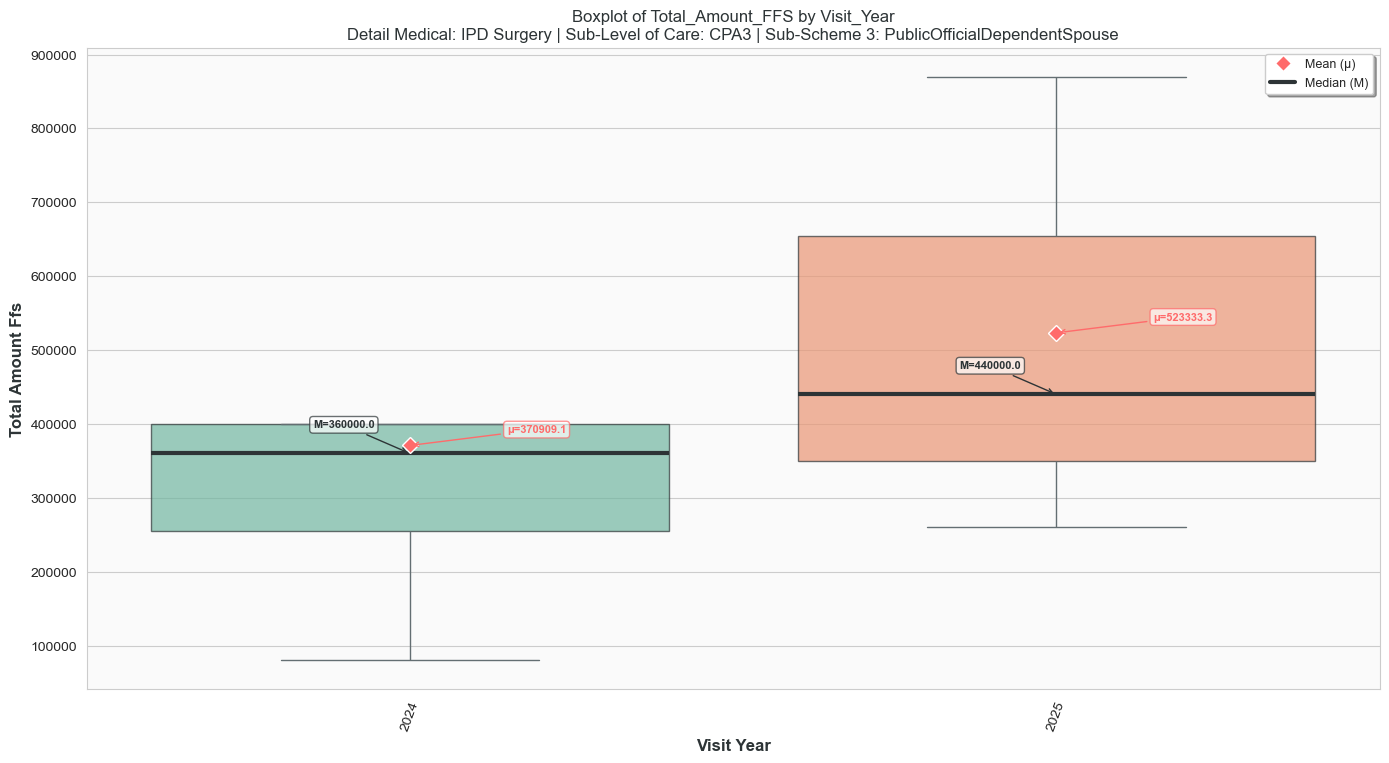 Boxplot of Total_Amount_FFS by Visit_Year
Detail Medical: IPD Surgery | Sub-Level of Care: CPA3 | Sub-Scheme 3: PublicOfficialDependentSpouse
Mean (μ)
Median (M)
Total Amount Ffs
900000
800000
700000
600000
500000
400000
300000
200000
100000
M=360000.0
μ=370909.1
M=440000.0
μ=523333.3
2024
2025
Visit Year